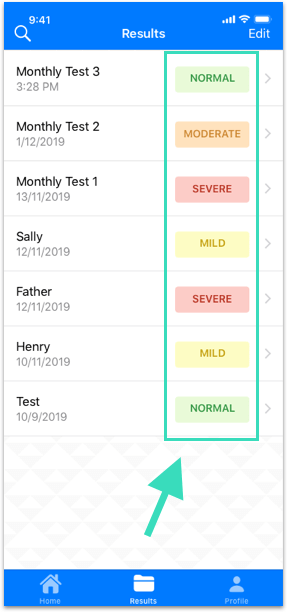 9:41
Results
Edit
Monthly Test 3
3:28 PM
NORMAL
Monthly Test 2
1/12/2019
MODERATE
Monthly Test 1
13/11/2019
SEVERE
Sally
12/11/2019
MILD
Father
12/11/2019
SEVERE
Henry
10/11/2019
MILD
Test
10/9/2019
NORMAL
Home
Results
Profile